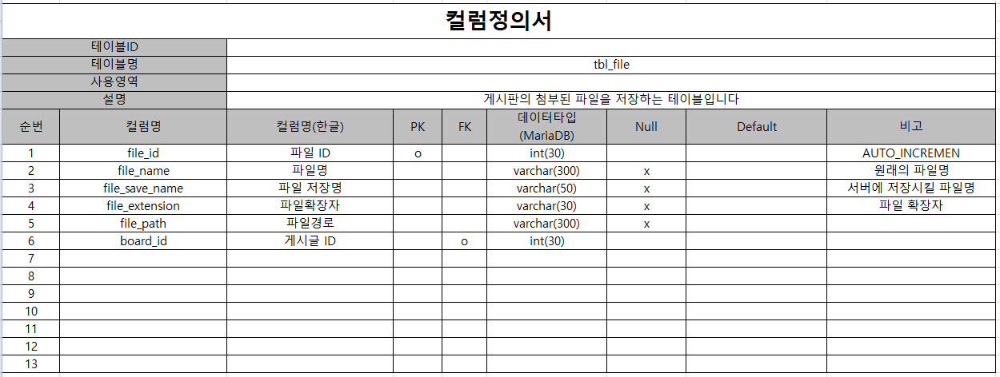 컬럼정의서
테이블ID
테이블명 tbl_file
사용영역
설명 게시판의 첨부된 파일을 저장하는 테이블입니다
순번 컬럼명 컬럼명(한글) PK FK 데이터타입 Null Default 비고
(MariaDB)
1 file_id 파일 ID o int(30) AUTO_INCREMEN
2 file_name 파일명 varchar(300) x 원래의 파일명
3 file_save_name 파일 저장명 varchar(50) x 서버에 저장시킬 파일명
4 file_extension 파일확장자 varchar(30) x 파일 확장자
5 file_path 파일경로 varchar(300) x
6 board_id 게시글 ID o int(30)
7
8
9
10
11
12
13